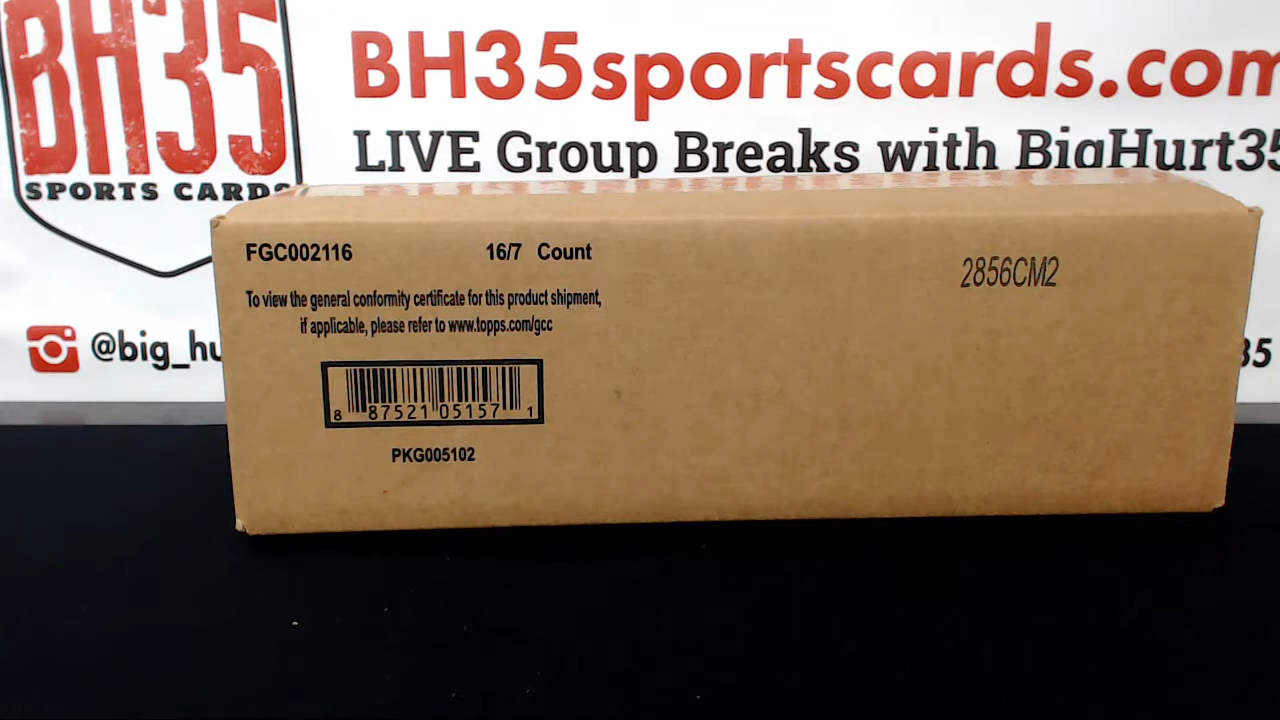 BH35
SPORTS CARDS
BH35sportscards.com
LIVE Group Breaks with BigHurt35
@big_hu
35
FGC002116 16/7 Count
2856CM2
To view the general conformity certificate for this product shipment,
if applicable, please refer to www.topps.com/gcc
8 87521 05157 1
PKG005102